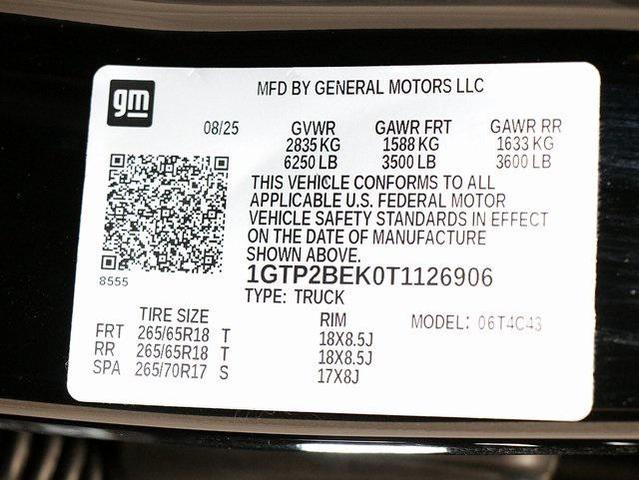 gm
MFD BY GENERAL MOTORS LLC
08/25 GVWR GAWR FRT GAWR RR
2835 KG 1588 KG 1633 KG
6250 LB 3500 LB 3600 LB
THIS VEHICLE CONFORMS TO ALL
APPLICABLE U.S. FEDERAL MOTOR
VEHICLE SAFETY STANDARDS IN EFFECT
ON THE DATE OF MANUFACTURE
SHOWN ABOVE.
1GTP2BEK0T1126906
8555
TYPE: TRUCK
TIRE SIZE RIM MODEL: 06T4C43
FRT 265/65R18 T 18X8.5J
RR 265/65R18 T 18X8.5J
SPA 265/70R17 S 17X8J